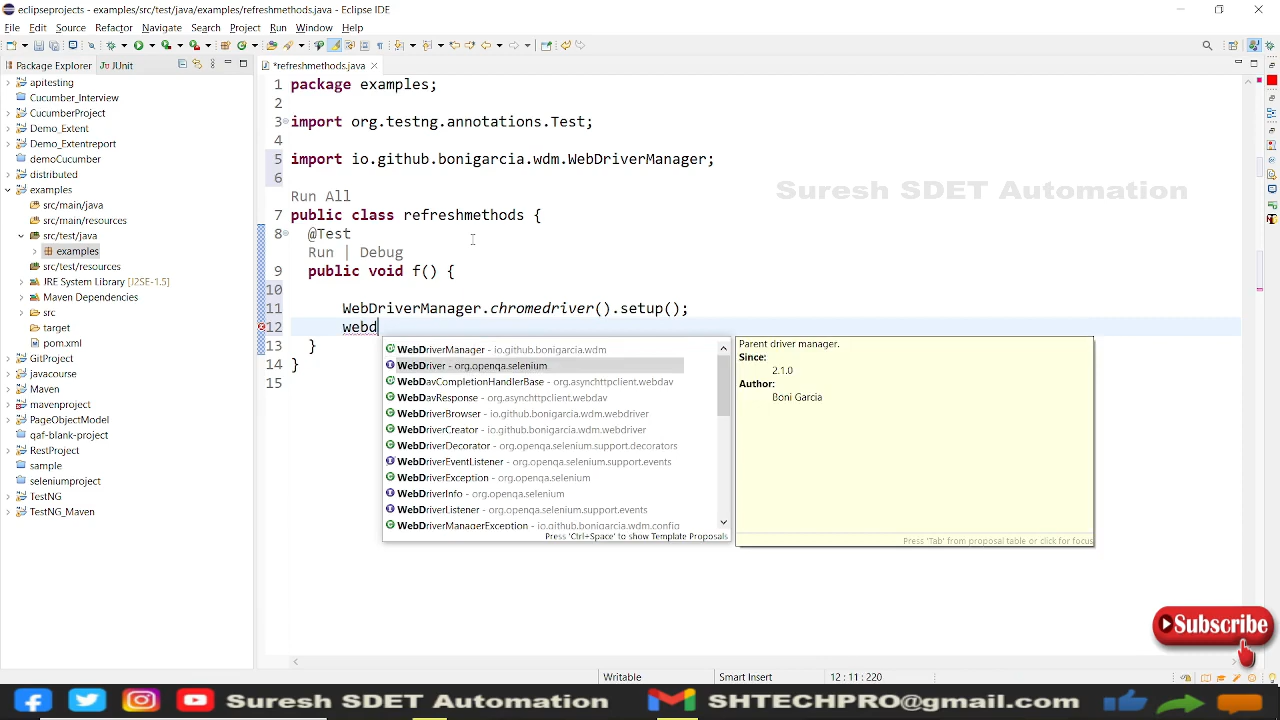 eclipseprojects - examples/src/test/java/examples/refreshmethods.java - Eclipse IDE
File Edit Source Refactor Navigate Search Project Run Window Help
Package Explorer
JUnit
*refreshmethods.java
apitesting
Cucumber_Interview
CucumberProject
Demo_Extent
Demo_Extentreport
demoCucumber
distributed
examples
src/main/java
src/main/resources
src/test/java
examples
src/test/resources
JRE System Library [J2SE-1.5]
Maven Dependencies
src
target
pom.xml
GitProject
javacourse
Maven
mavenproject
PageObjectModel
qaf-blank-project
RestProject
sample
seleniumproject
TestNG
TestNG_Maven
1 package examples;
2
3 import org.testng.annotations.Test;
4
5 import io.github.bonigarcia.wdm.WebDriverManager;
6
Run All
7 public class refreshmethods {
8 @Test
Run | Debug
9 public void f() {
10
11 WebDriverManager.chromedriver().setup();
12 webd
13 }
14 }
15
Suresh SDET Automation
WebDriverManager - io.github.bonigarcia.wdm
WebDriver - org.openqa.selenium
WebDavCompletionHandlerBase - org.asynchttpclient.webdav
WebDavResponse - org.asynchttpclient.webdav
WebDriverBrowser - io.github.bonigarcia.wdm.webdriver
WebDriverCreator - io.github.bonigarcia.wdm.webdriver
WebDriverDecorator - org.openqa.selenium.support.decorators
WebDriverEventListener - org.openqa.selenium.support.events
WebDriverException - org.openqa.selenium
WebDriverInfo - org.openqa.selenium
WebDriverListener - org.openqa.selenium.support.events
WebDriverManagerException - io.github.bonigarcia.wdm.config
Press 'Ctrl+Space' to show Template Proposals
Parent driver manager.
Since:
2.1.0
Author:
Boni Garcia
Press 'Tab' from proposal table or click for focus
Subscribe
Writable
Smart Insert
12 : 11 : 220
Suresh SDET Automation
SHTECHPRO@gmail.com